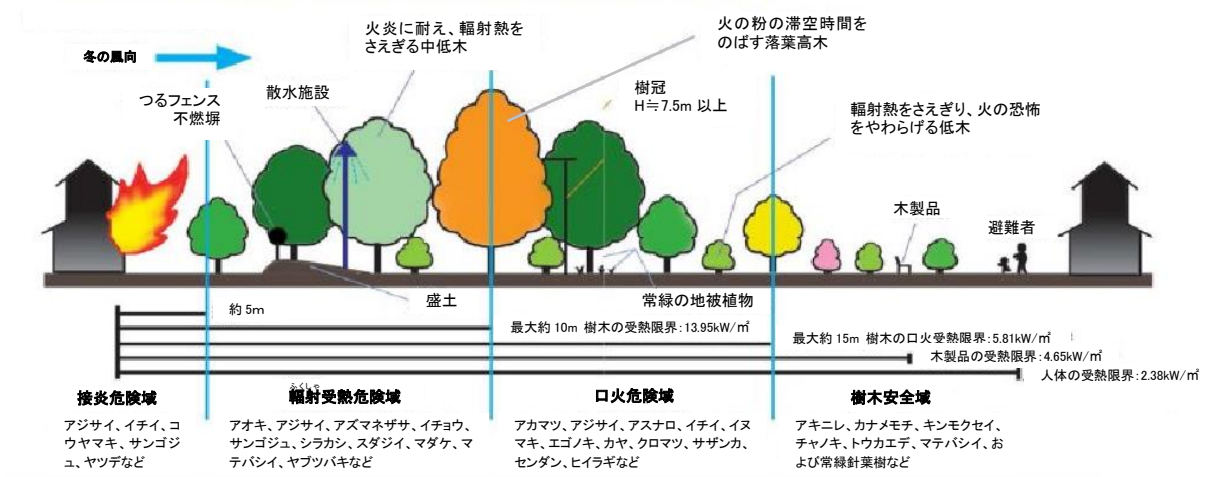 火炎に耐え、輻射熱を
さえぎる中低木
火の粉の滞空時間を
のばす落葉高木
冬の風向
つるフェンス
不燃塀
散水施設
樹冠
H≒7.5m 以上
輻射熱をさえぎり、火の恐怖
をやわらげる低木
木製品
避難者
盛土
常緑の地被植物
約 5m
最大約 10m 樹木の受熱限界：13.95kW/㎡
最大約 15m 樹木の口火受熱限界：5.81kW/㎡
木製品の受熱限界：4.65kW/㎡
人体の受熱限界：2.38kW/㎡
接炎危険域
アジサイ、イチイ、コ
ウヤマキ、サンゴジ
ュ、ヤツデなど
ふくしゃ
輻射受熱危険域
アオキ、アジサイ、アズマネザサ、イチョウ、
サンゴジュ、シラカシ、スダジイ、マダケ、マ
テバシイ、ヤブツバキなど
口火危険域
アカマツ、アジサイ、アスナロ、イチイ、イヌ
マキ、エゴノキ、カヤ、クロマツ、サザンカ、
センダン、ヒイラギなど
樹木安全域
アキニレ、カナメモチ、キンモクセイ、
チャノキ、トウカエデ、マテバシイ、お
よび常緑針葉樹など